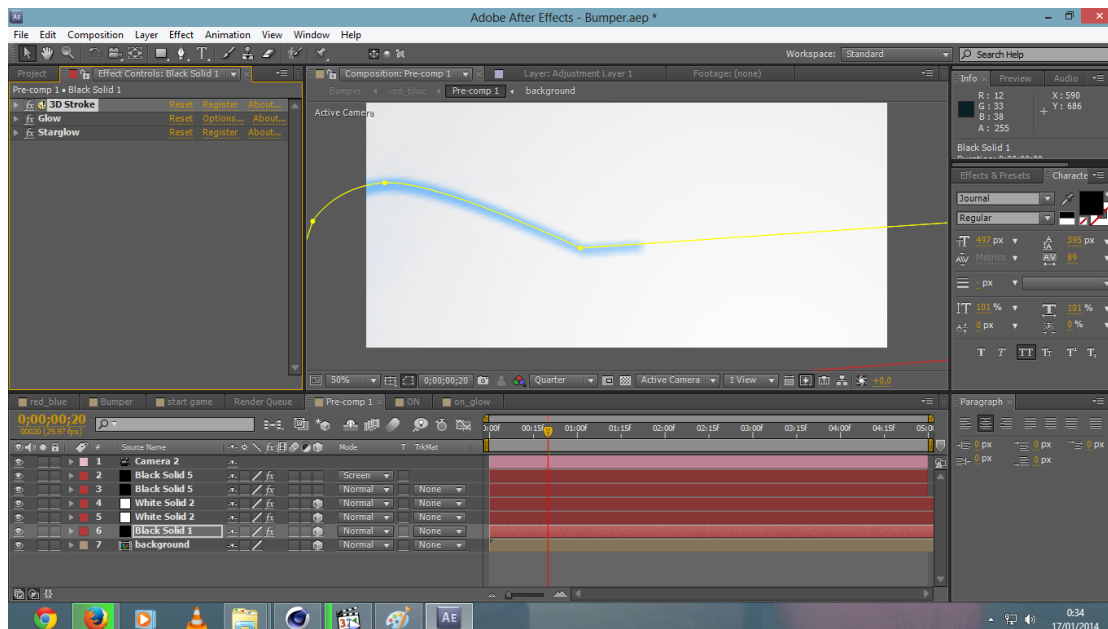 Adobe After Effects - Bumper.aep *
File Edit Composition Layer Effect Animation View Window Help
Workspace: Standard
Search Help
Project Effect Controls: Black Solid 1
Composition: Pre-comp 1
Layer: Adjustment Layer 1
Footage: (none)
Info Preview Audio
Pre-comp 1 • Black Solid 1
Bumper red_blue Pre-comp 1 background
fx 3D Stroke Reset Register About...
fx Glow Reset Options... About...
fx Starglow Reset Register About...
Active Camera
R: 12
G: 33
B: 38
A: 255
X: 590
Y: 686
Black Solid 1
Effects & Presets Characte
Journal
Regular
497 px 395 px
Metrics 89
- px
101 % 101 %
0 px 0 %
T T TT Tt T¹ T₁
50% 0;00;00;20 Quarter Active Camera 1 View +0,0
red_blue Bumper start game Render Queue Pre-comp 1 ON on_glow
Paragraph
0;00;00;20
00020 (29.97 fps)
00:15f 01:00f 01:15f 02:00f 02:15f 03:00f 03:15f 04:00f 04:15f 05:0
# Source Name Mode T TrkMat
0 px 0 px 0 px
0 px 0 px
1 Camera 2
2 Black Solid 5 Screen
3 Black Solid 5 Normal None
4 White Solid 2 Normal None
5 White Solid 2 Normal None
6 Black Solid 1 Normal None
7 background Normal None
AE
0:34
17/01/2014